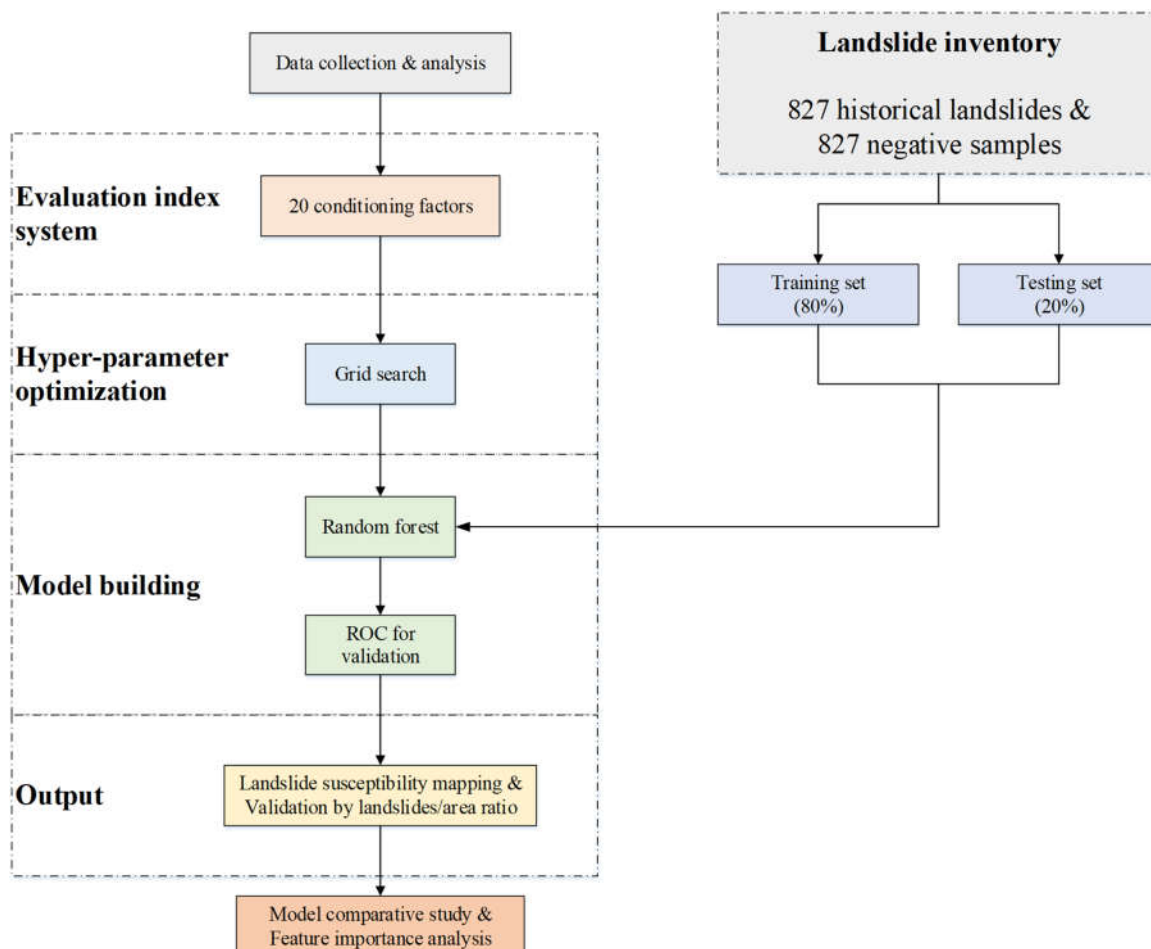 Data collection & analysis
Evaluation index
system
20 conditioning factors
Hyper-parameter
optimization
Grid search
Model building
Random forest
ROC for
validation
Output
Landslide susceptibility mapping &
Validation by landslides/area ratio
Model comparative study &
Feature importance analysis
Landslide inventory
827 historical landslides &
827 negative samples
Training set
(80%)
Testing set
(20%)